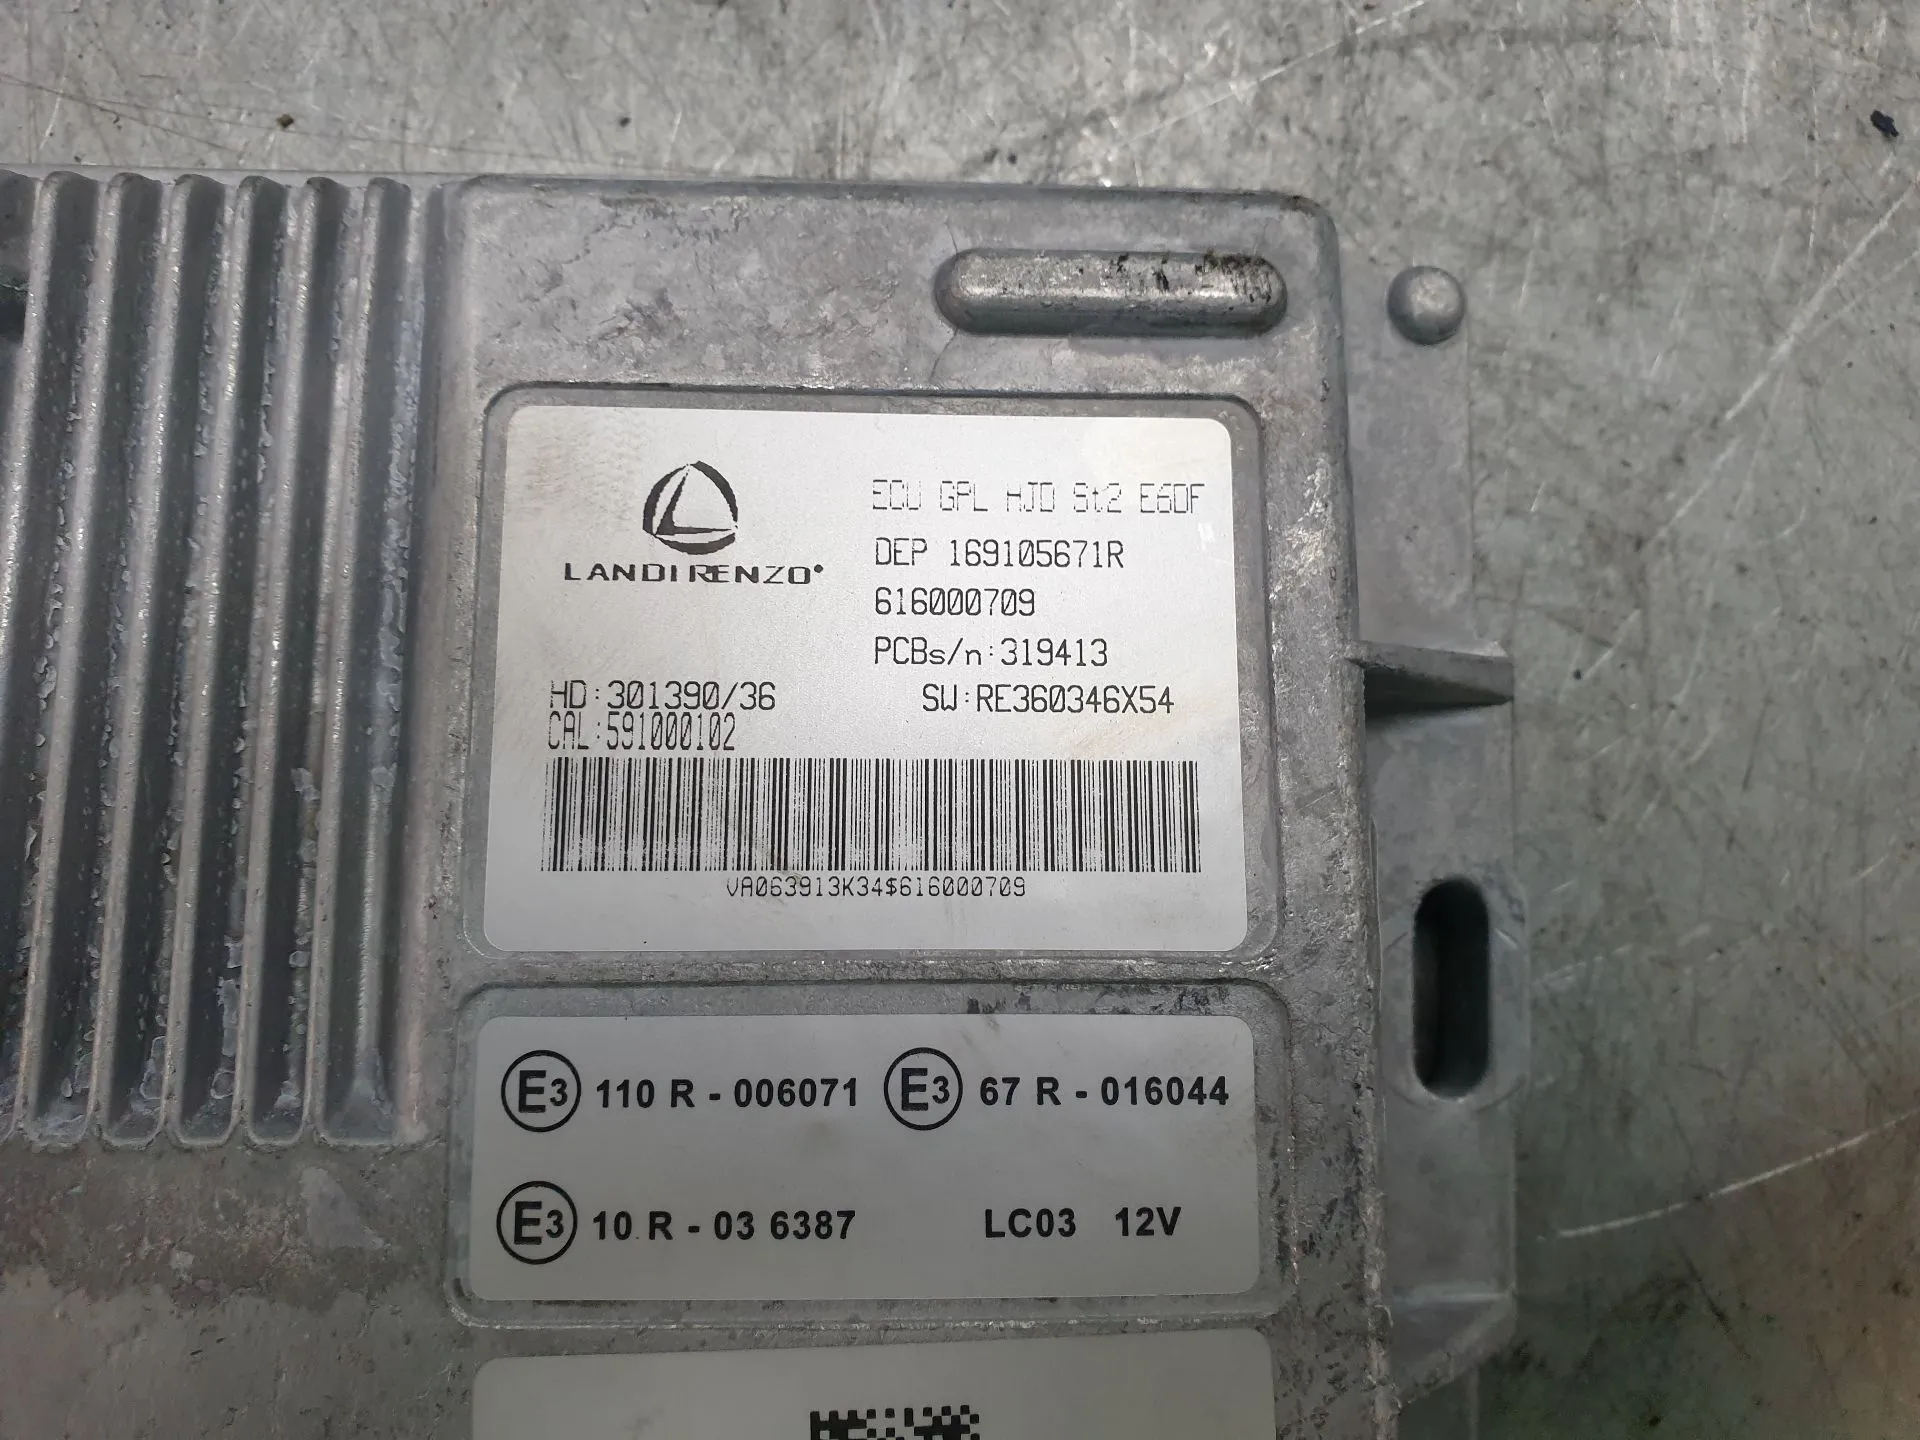 LANDIRENZO
ECU GPL HJD St2 E6DF
DEP 169105671R
616000709
PCBs/n:319413
HD:301390/36 SW:RE360346X54
CAL:591000102
VA063913K34$616000709
E3 110 R - 006071 E3 67 R - 016044
E3 10 R - 03 6387 LC03 12V